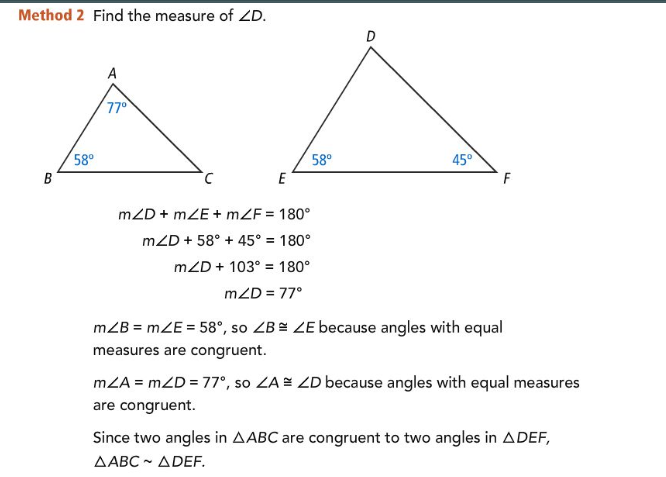 Method 2 Find the measure of ∠D.
D
A
77°
58°
58°
45°
B
C
E
F
m∠D + m∠E + m∠F = 180°
m∠D + 58° + 45° = 180°
m∠D + 103° = 180°
m∠D = 77°
m∠B = m∠E = 58°, so ∠B ≅ ∠E because angles with equal
measures are congruent.
m∠A = m∠D = 77°, so ∠A ≅ ∠D because angles with equal measures
are congruent.
Since two angles in △ABC are congruent to two angles in △DEF,
△ABC ~ △DEF.